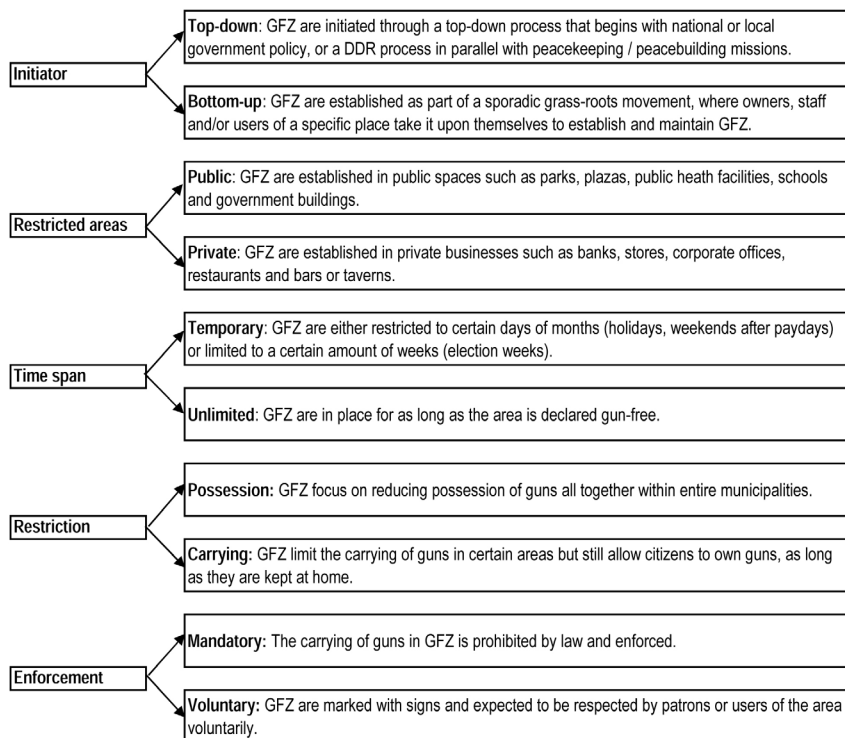 Initiator
Top-down: GFZ are initiated through a top-down process that begins with national or local
government policy, or a DDR process in parallel with peacekeeping / peacebuilding missions.
Bottom-up: GFZ are established as part of a sporadic grass-roots movement, where owners, staff
and/or users of a specific place take it upon themselves to establish and maintain GFZ.
Restricted areas
Public: GFZ are established in public spaces such as parks, plazas, public heath facilities, schools
and government buildings.
Private: GFZ are established in private businesses such as banks, stores, corporate offices,
restaurants and bars or taverns.
Time span
Temporary: GFZ are either restricted to certain days of months (holidays, weekends after paydays)
or limited to a certain amount of weeks (election weeks).
Unlimited: GFZ are in place for as long as the area is declared gun-free.
Restriction
Possession: GFZ focus on reducing possession of guns all together within entire municipalities.
Carrying: GFZ limit the carrying of guns in certain areas but still allow citizens to own guns, as long
as they are kept at home.
Enforcement
Mandatory: The carrying of guns in GFZ is prohibited by law and enforced.
Voluntary: GFZ are marked with signs and expected to be respected by patrons or users of the area
voluntarily.